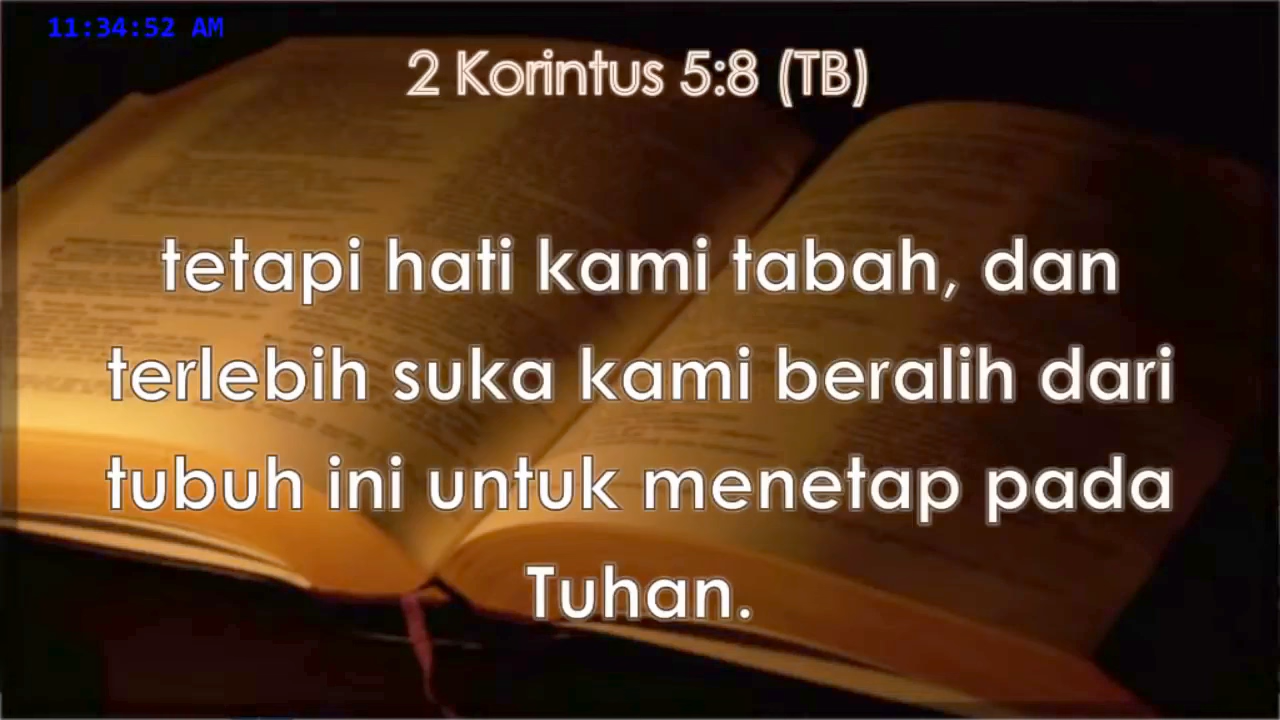 11:34:52 AM
2 Korintus 5:8 (TB)
tetapi hati kami tabah, dan
terlebih suka kami beralih dari
tubuh ini untuk menetap pada
Tuhan.